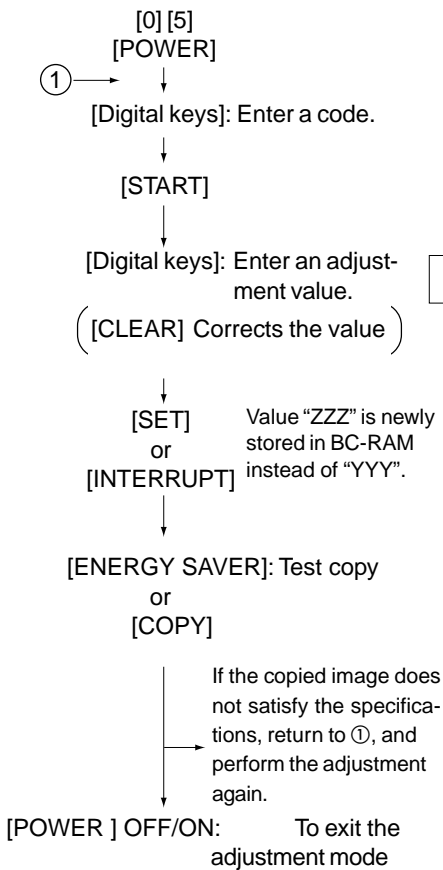 [0] [5]
[POWER]
①
[Digital keys]: Enter a code.
[START]
[Digital keys]: Enter an adjust-
ment value.
([CLEAR] Corrects the value)
[SET]
or
[INTERRUPT]
Value “ZZZ” is newly
stored in BC-RAM
instead of “YYY”.
[ENERGY SAVER]: Test copy
or
[COPY]
If the copied image does
not satisfy the specifica-
tions, return to ①, and
perform the adjustment
again.
[POWER ] OFF/ON: To exit the
adjustment mode